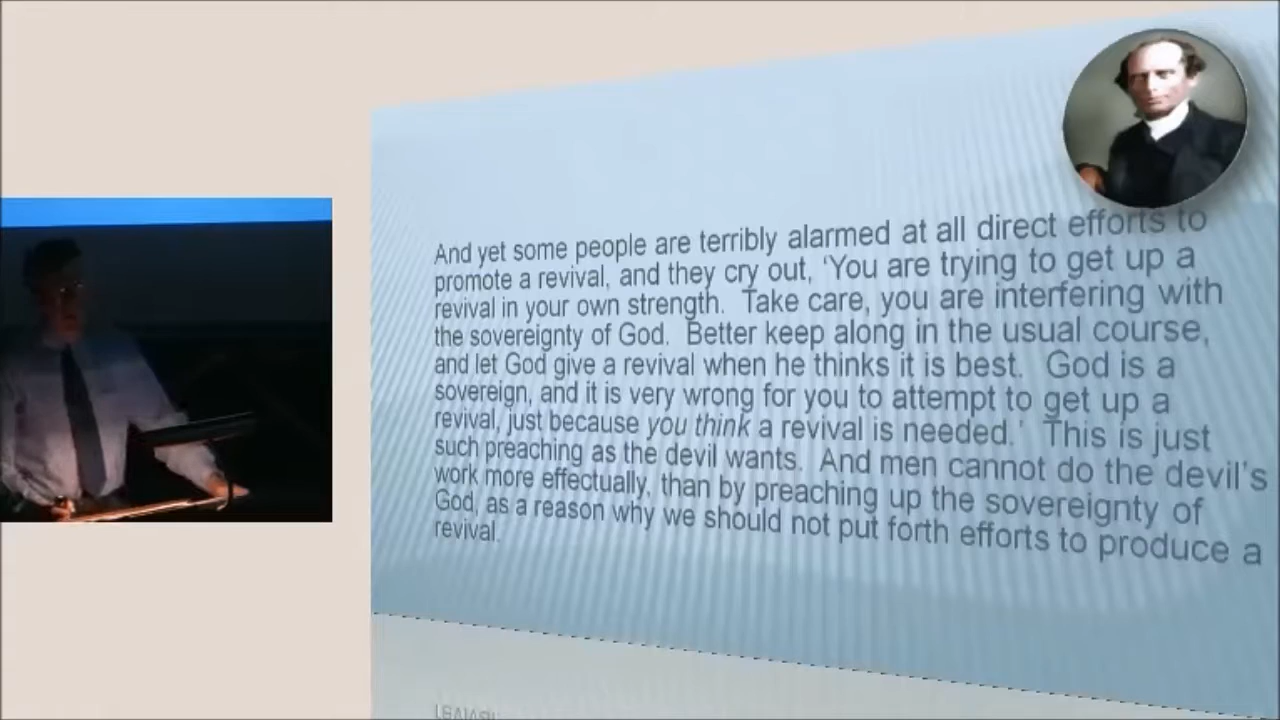 And yet some people are terribly alarmed at all direct efforts to
promote a revival, and they cry out, 'You are trying to get up a
revival in your own strength.  Take care, you are interfering with
the sovereignty of God.  Better keep along in the usual course,
and let God give a revival when he thinks it is best.  God is a
sovereign, and it is very wrong for you to attempt to get up a
revival, just because you think a revival is needed.'  This is just
such preaching as the devil wants.  And men cannot do the devil's
work more effectually, than by preaching up the sovereignty of
God, as a reason why we should not put forth efforts to produce a
revival.